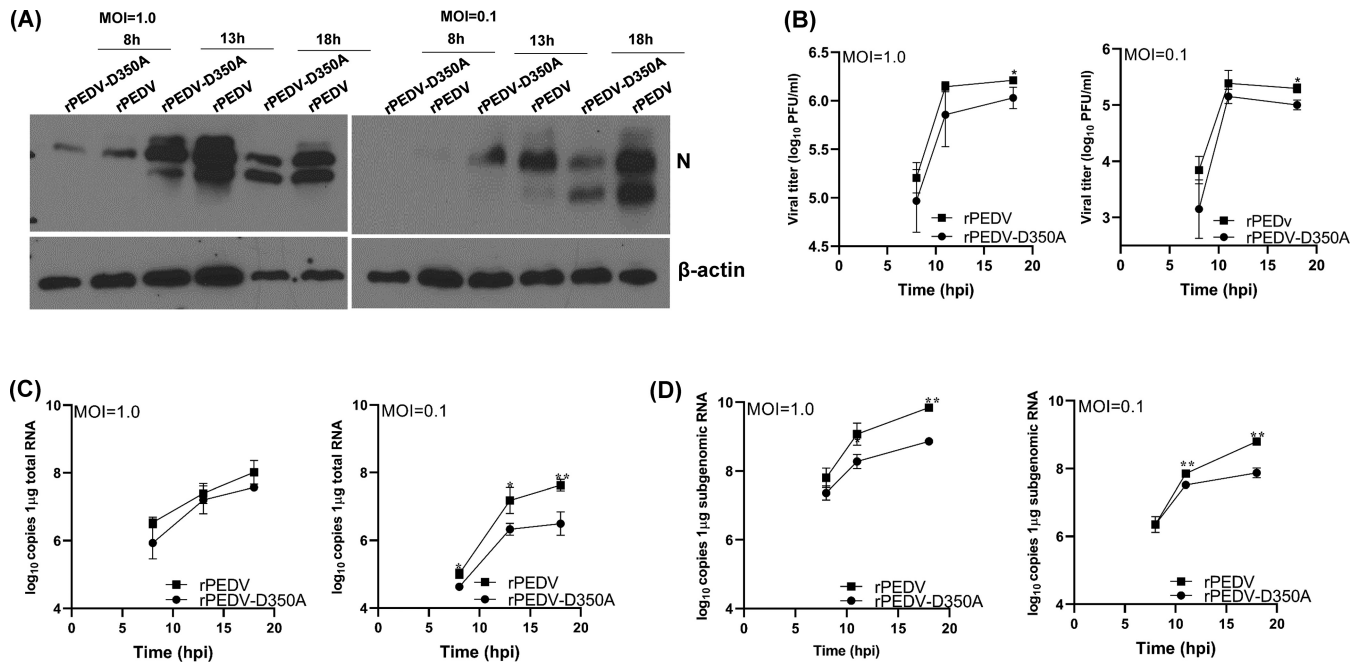 (A)
MOI=1.0
MOI=0.1
8h 13h 18h
8h 13h 18h
rPEDV-D350A rPEDV rPEDV-D350A rPEDV rPEDV-D350A rPEDV
rPEDV-D350A rPEDV rPEDV-D350A rPEDV rPEDV-D350A rPEDV
N
β-actin
(B)
Viral titer (log10 PFU/ml)
MOI=1.0
6.5
6.0
5.5
5.0
4.5
*
rPEDV
rPEDV-D350A
0 5 10 15 20
Time (hpi)
Viral titer (log10 PFU/ml)
MOI=0.1
6
5
4
3
*
rPEDv
rPEDV-D350A
0 5 10 15 20
Time (hpi)
(C)
log10 copies 1μg total RNA
MOI=1.0
10
8
6
4
rPEDV
rPEDV-D350A
0 5 10 15 20
Time (hpi)
log10 copies 1μg total RNA
MOI=0.1
10
8
6
4
* * **
rPEDV
rPEDV-D350A
0 5 10 15 20
Time (hpi)
(D)
log10 copies 1μg subgenomic RNA
MOI=1.0
10
8
6
4
* **
rPEDV
rPEDV-D350A
0 5 10 15 20
Time (hpi)
log10 copies 1μg subgenomic RNA
MOI=0.1
10
8
6
4
** **
rPEDV
rPEDV-D350A
0 5 10 15 20
Time (hpi)